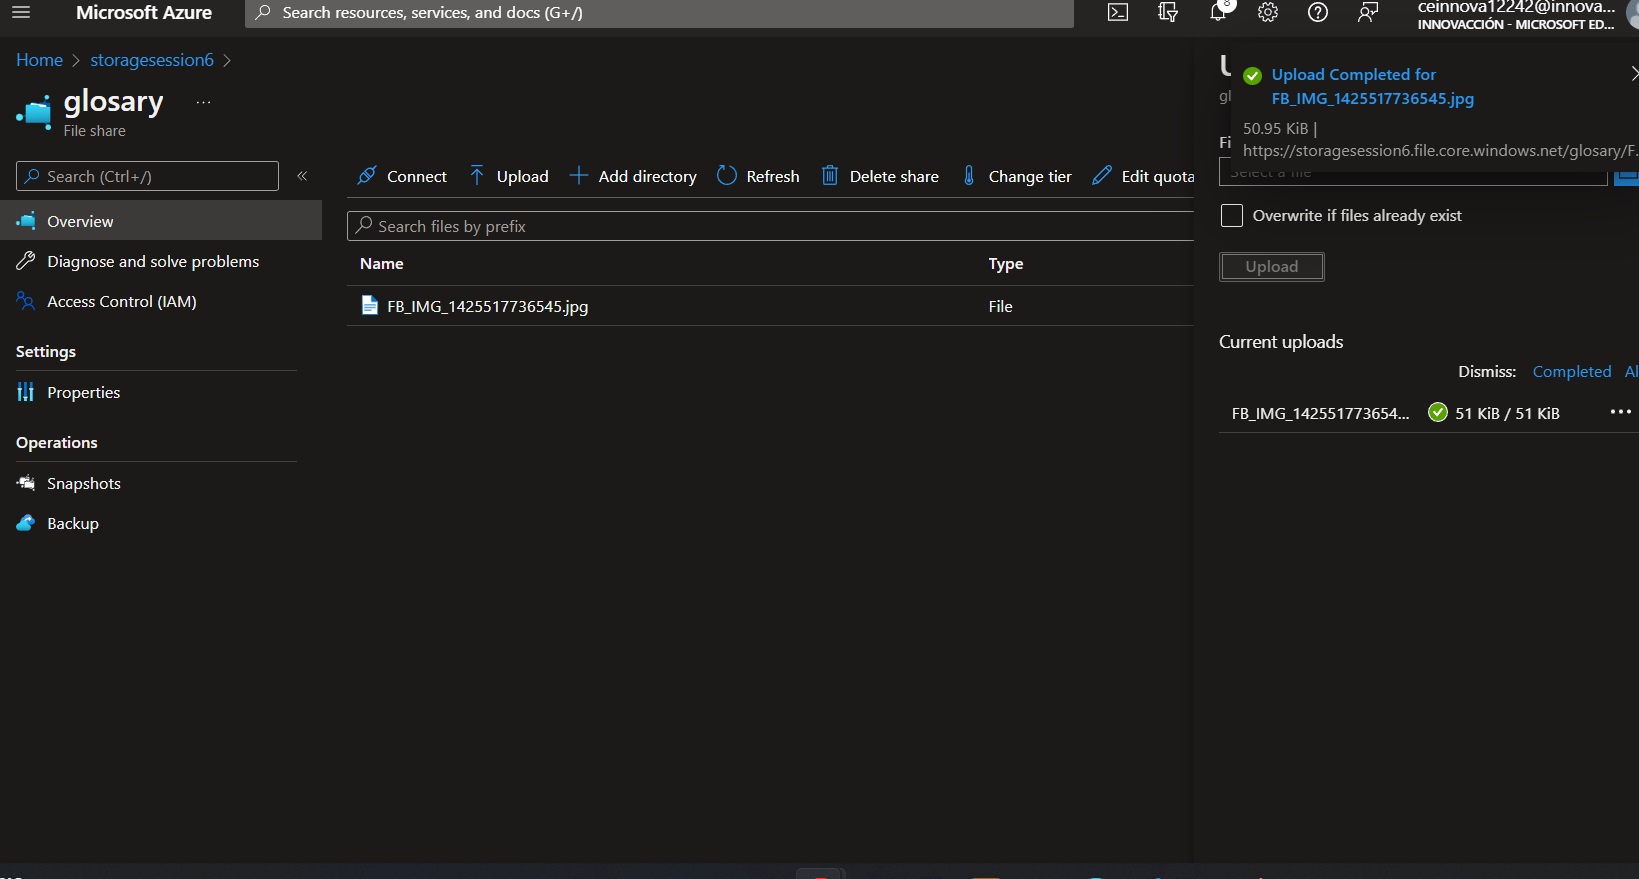 Microsoft Azure
Search resources, services, and docs (G+/)
8
ceinnova12242@innova...
INNOVACCIÓN - MICROSOFT ED...
Home > storagesession6 >
glosary ...
File share
Search (Ctrl+/)
«
Overview
Diagnose and solve problems
Access Control (IAM)
Settings
Properties
Operations
Snapshots
Backup
Connect Upload Add directory Refresh Delete share Change tier Edit quota
Search files by prefix
Name Type
FB_IMG_1425517736545.jpg File
Upload Completed for
FB_IMG_1425517736545.jpg
50.95 KiB |
https://storagesession6.file.core.windows.net/glosary/F.
Select a file
Overwrite if files already exist
Upload
Current uploads
Dismiss: Completed Al
FB_IMG_142551773654... 51 KiB / 51 KiB ...